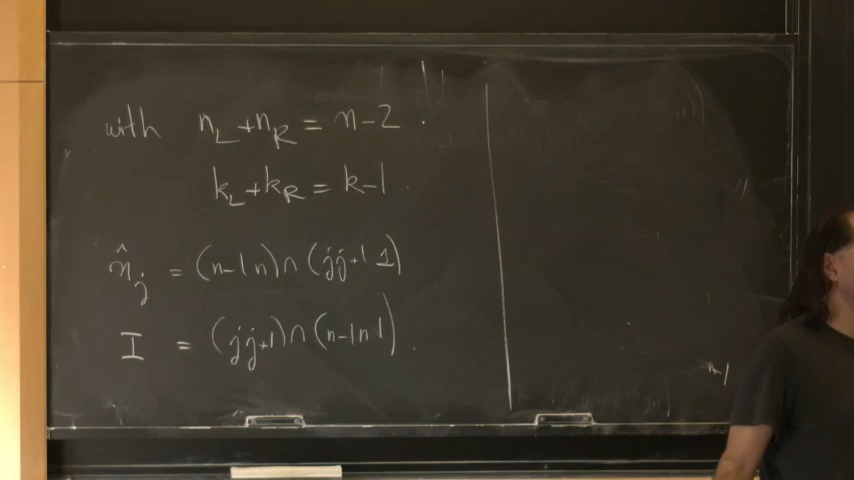 with n_L + n_R = n-2 .
k_L + k_R = k-1 .
n̂_j = (n-1 n) ∩ (j j+1 1)
I = (j j+1) ∩ (n-1 n 1) .